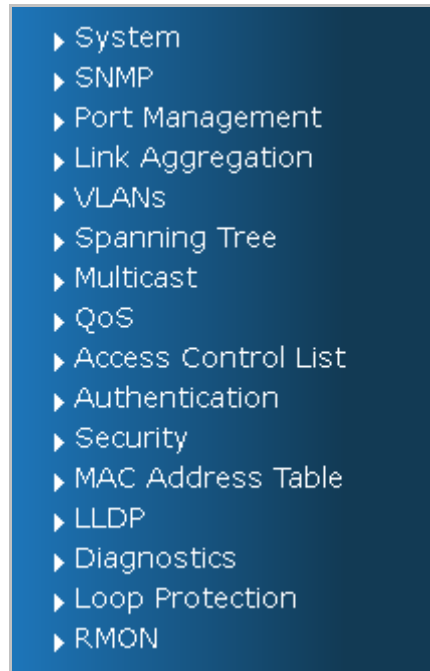 System
SNMP
Port Management
Link Aggregation
VLANs
Spanning Tree
Multicast
QoS
Access Control List
Authentication
Security
MAC Address Table
LLDP
Diagnostics
Loop Protection
RMON